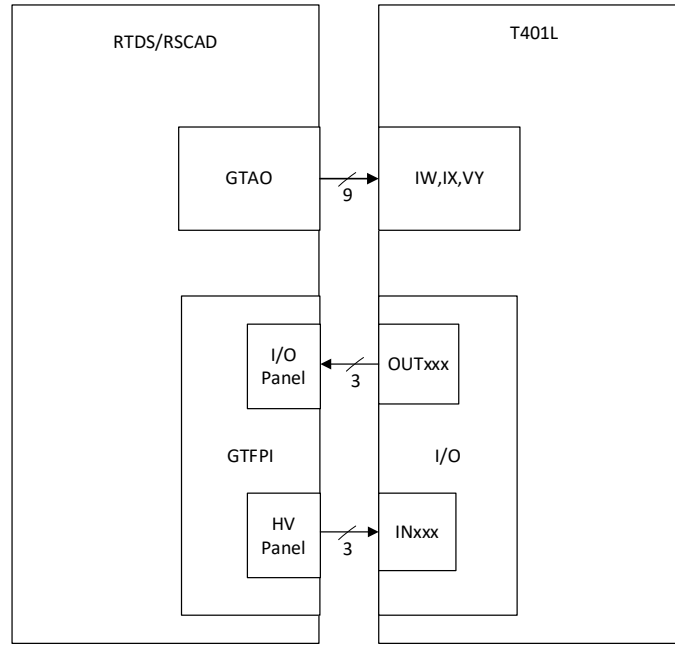 RTDS/RSCAD
T401L
GTAO
9
IW,IX,VY
I/O
Panel
3
OUTxxx
GTFPI
I/O
HV
Panel
3
INxxx